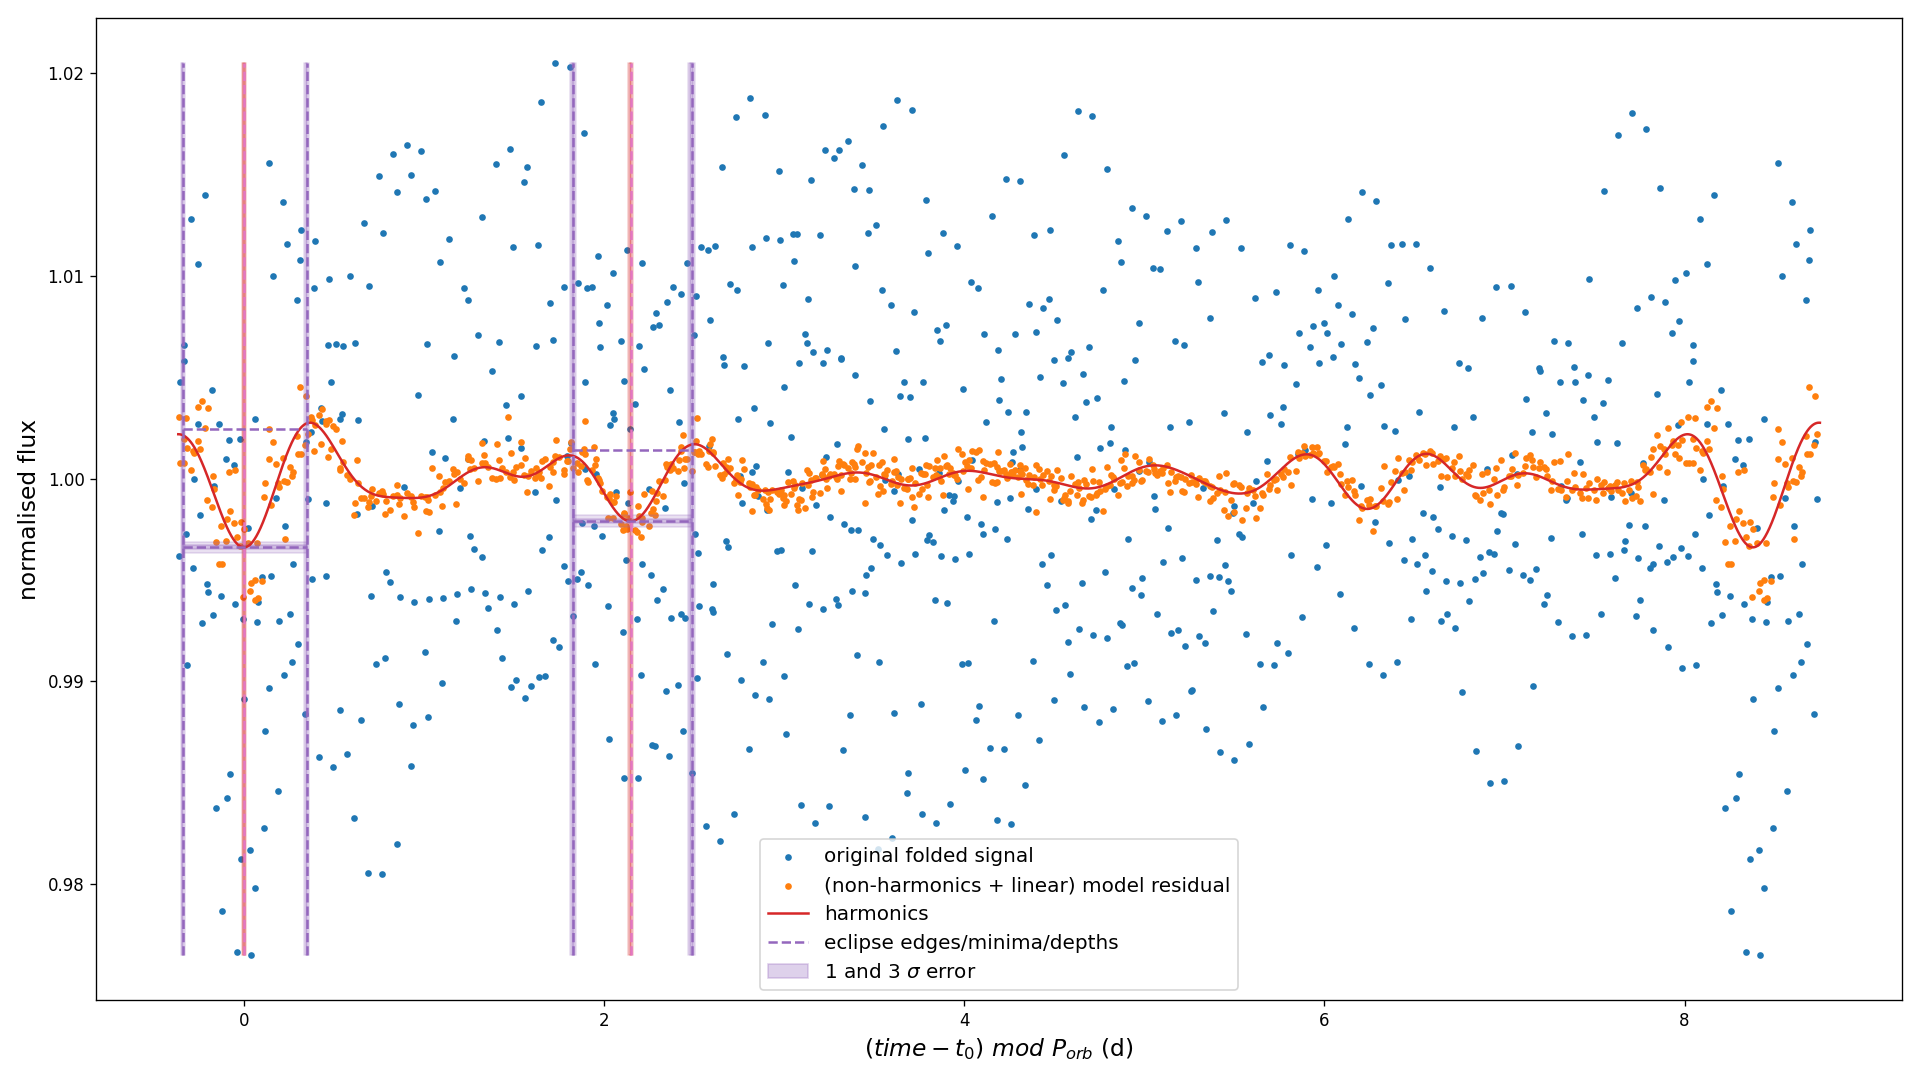 1.02
1.01
1.00
0.99
0.98
normalised flux
original folded signal
(non-harmonics + linear) model residual
harmonics
eclipse edges/minima/depths
1 and 3 σ error
0 2 4 6 8
(time − t₀) mod Pₒᵣb (d)